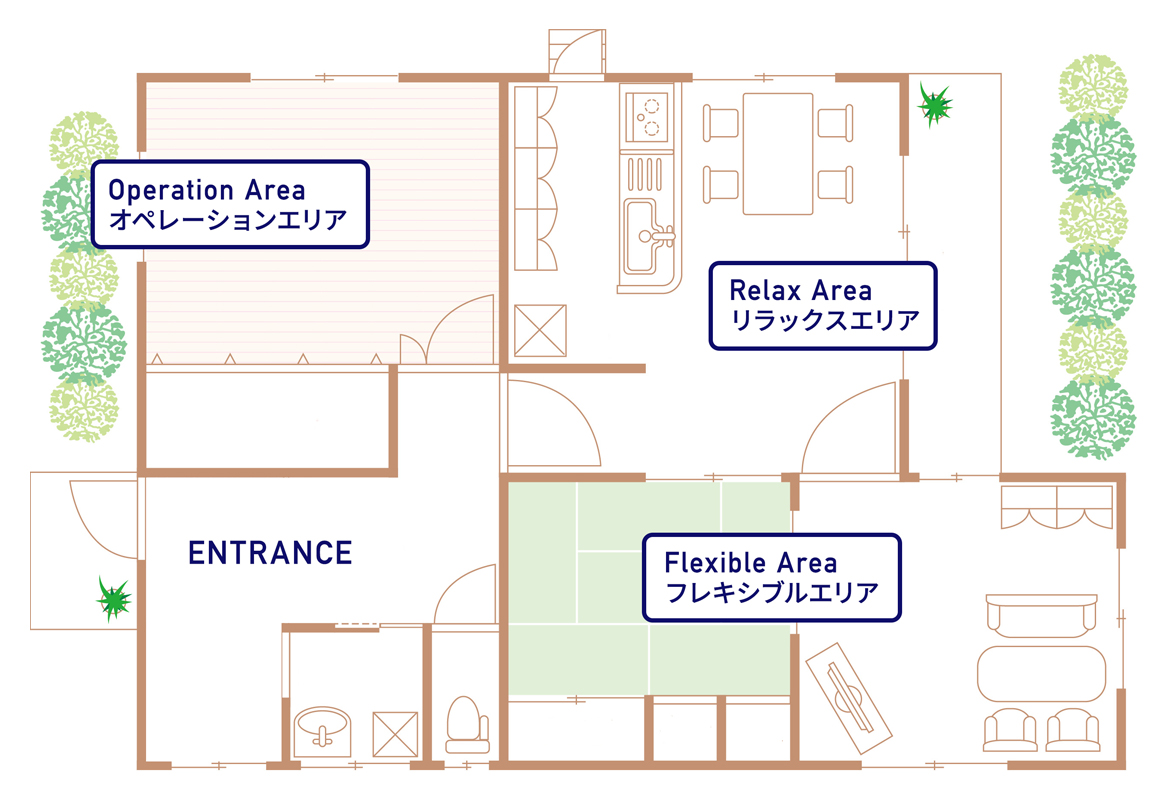 Operation Area
オペレーションエリア
Relax Area
リラックスエリア
ENTRANCE
Flexible Area
フレキシブルエリア